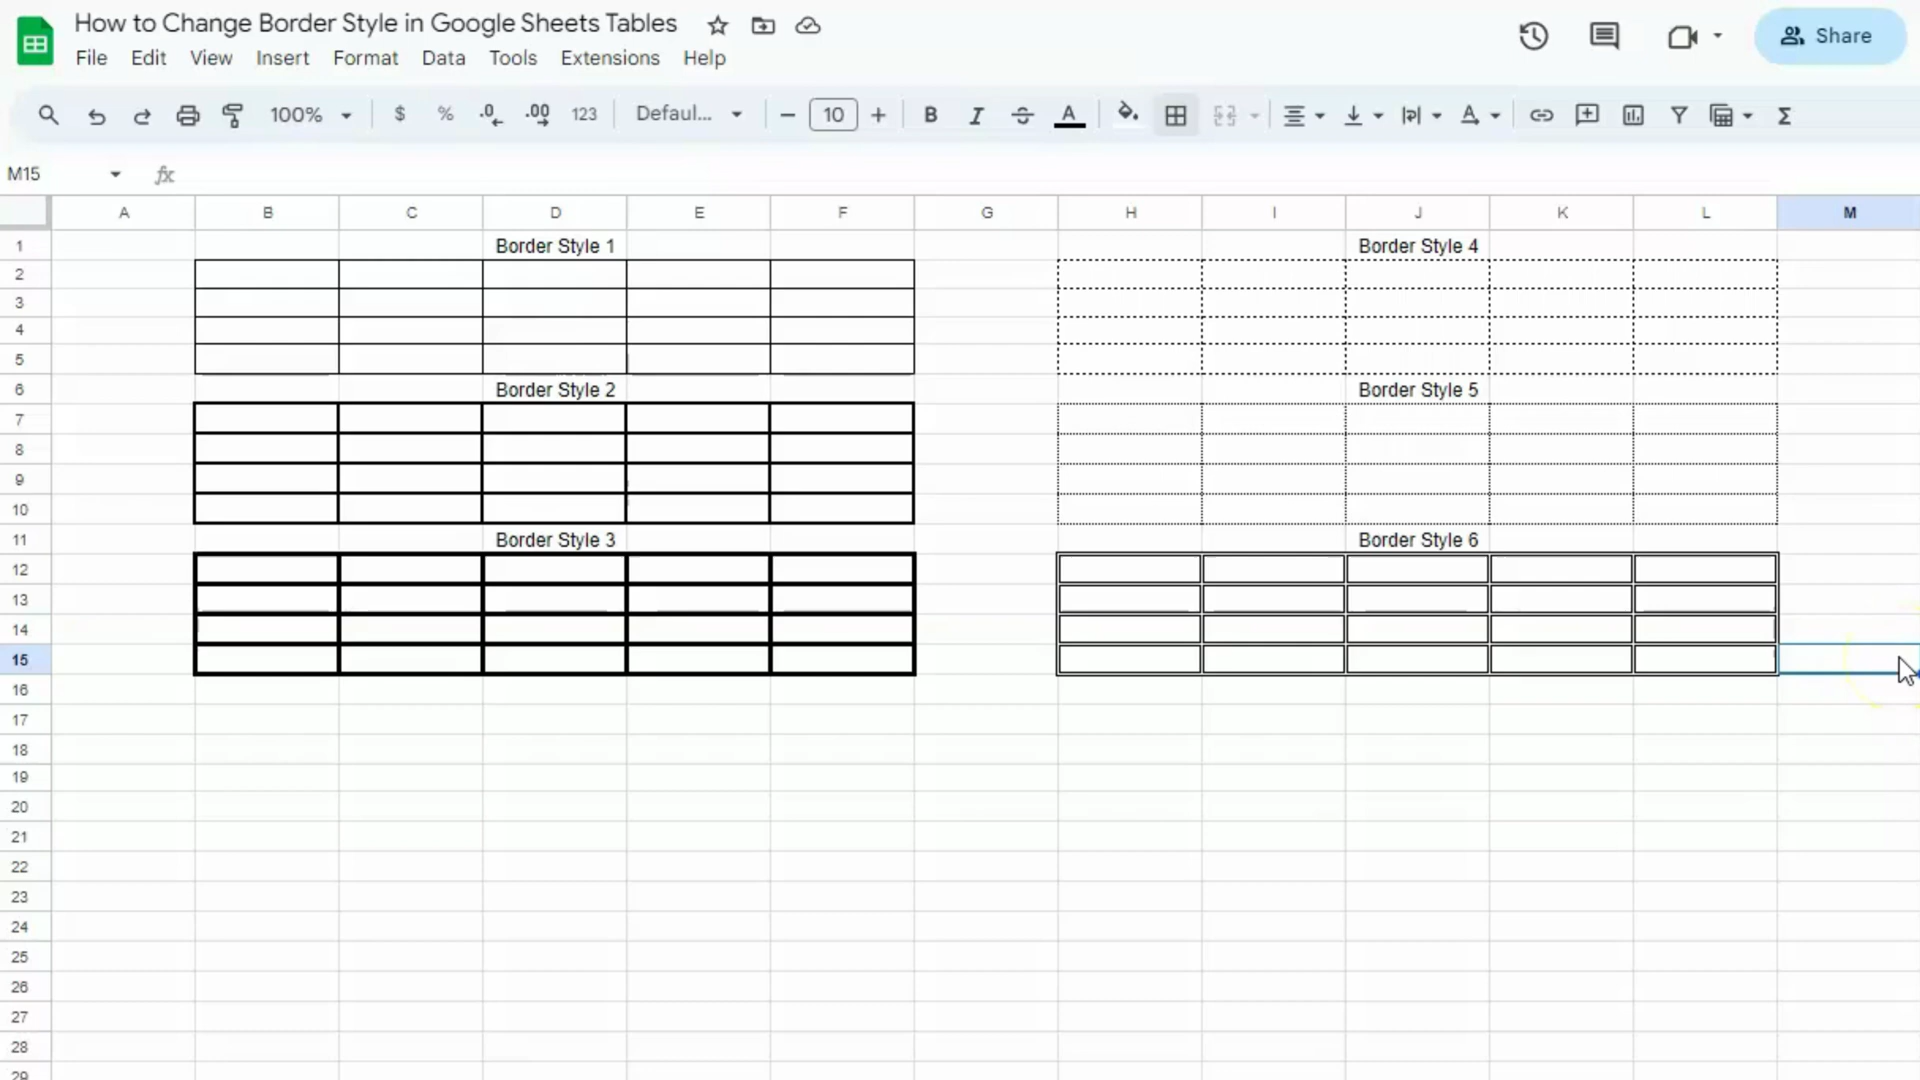 How to Change Border Style in Google Sheets Tables
File Edit View Insert Format Data Tools Extensions Help
Share
100% $ % .0 .00 123 Defaul... 10 B I A A Σ
M15 fx
A B C D E F G H I J K L M
1 Border Style 1 Border Style 4
2
3
4
5
6 Border Style 2 Border Style 5
7
8
9
10
11 Border Style 3 Border Style 6
12
13
14
15
16
17
18
19
20
21
22
23
24
25
26
27
28
29